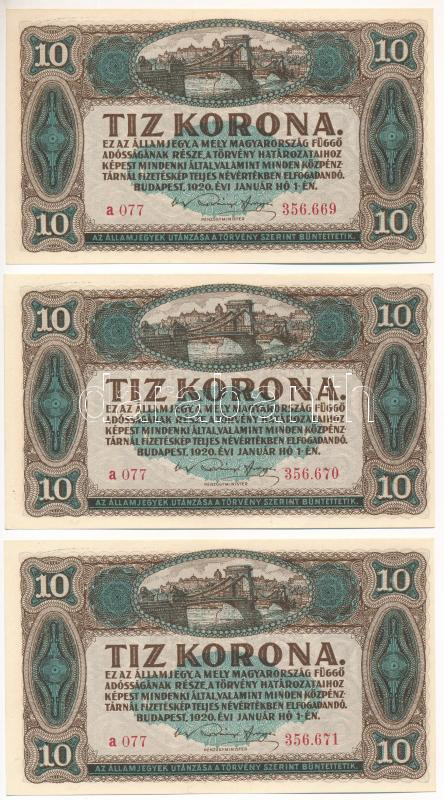 10 10
TIZ KORONA.
EZ AZ ÁLLAMJEGY, A MELY MAGYARORSZÁG FÜGGŐ
ADÓSSÁGÁNAK RÉSZE, A TÖRVÉNY HATÁROZATAIHOZ
KÉPEST MINDENKI ÁLTAL, VALAMINT MINDEN KÖZPÉNZ-
TÁRNÁL FIZETÉSKÉP TELJES NÉVÉRTÉKBEN ELFOGADANDÓ.
BUDAPEST, 1920. ÉVI JANUÁR HÓ 1-ÉN.
a 077 356.669
PÉNZÜGYMINISTER
10 10
AZ ÁLLAMJEGYEK UTÁNZÁSA A TÖRVÉNY SZERINT BÜNTETTETIK.
10 10
TIZ KORONA.
EZ AZ ÁLLAMJEGY, A MELY MAGYARORSZÁG FÜGGŐ
ADÓSSÁGÁNAK RÉSZE, A TÖRVÉNY HATÁROZATAIHOZ
KÉPEST MINDENKI ÁLTAL, VALAMINT MINDEN KÖZPÉNZ-
TÁRNÁL FIZETÉSKÉP TELJES NÉVÉRTÉKBEN ELFOGADANDÓ.
BUDAPEST, 1920. ÉVI JANUÁR HÓ 1-ÉN.
a 077 356.670
PÉNZÜGYMINISTER
10 10
AZ ÁLLAMJEGYEK UTÁNZÁSA A TÖRVÉNY SZERINT BÜNTETTETIK.
10 10
TIZ KORONA.
EZ AZ ÁLLAMJEGY, A MELY MAGYARORSZÁG FÜGGŐ
ADÓSSÁGÁNAK RÉSZE, A TÖRVÉNY HATÁROZATAIHOZ
KÉPEST MINDENKI ÁLTAL, VALAMINT MINDEN KÖZPÉNZ-
TÁRNÁL FIZETÉSKÉP TELJES NÉVÉRTÉKBEN ELFOGADANDÓ.
BUDAPEST, 1920. ÉVI JANUÁR HÓ 1-ÉN.
a 077 356.671
PÉNZÜGYMINISTER
10 10
AZ ÁLLAMJEGYEK UTÁNZÁSA A TÖRVÉNY SZERINT BÜNTETTETIK.